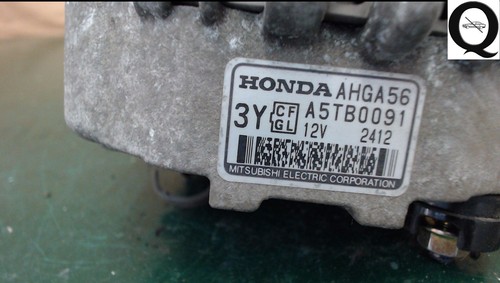 Q
HONDA AHGA56
3Y CF GL A5TB0091
12V 2412
MITSUBISHI ELECTRIC CORPORATION